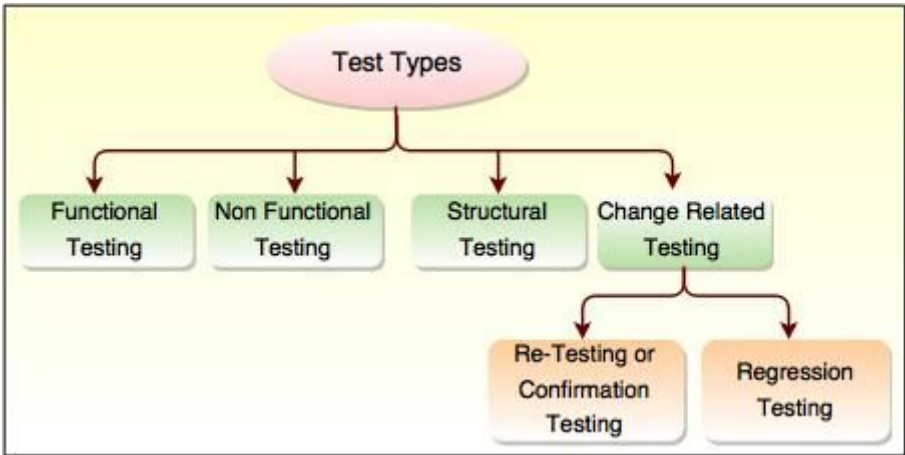 Test Types
Functional
Testing
Non Functional
Testing
Structural
Testing
Change Related
Testing
Re-Testing or
Confirmation
Testing
Regression
Testing